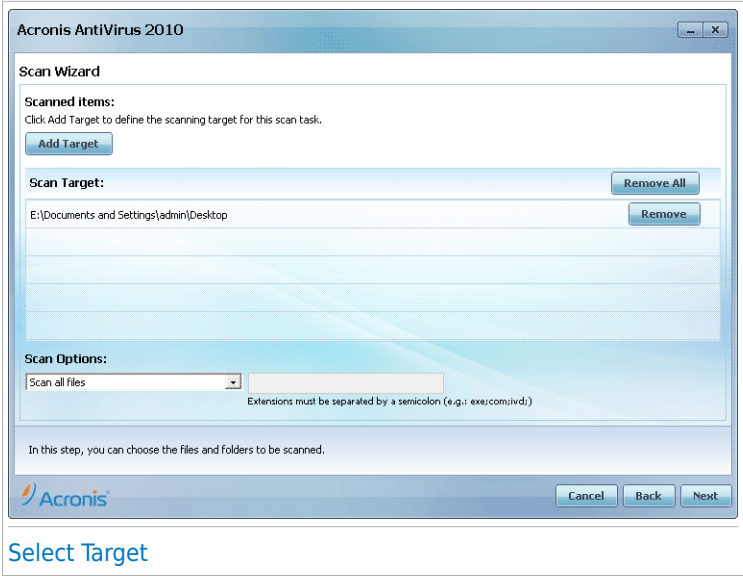 Acronis AntiVirus 2010
Scan Wizard
Scanned items:
Click Add Target to define the scanning target for this scan task.
Add Target
Scan Target:
Remove All
E:\Documents and Settings\admin\Desktop
Remove
Scan Options:
Scan all files
Extensions must be separated by a semicolon (e.g.: exe;com;ivd;)
In this step, you can choose the files and folders to be scanned.
Acronis
Cancel
Back
Next
Select Target